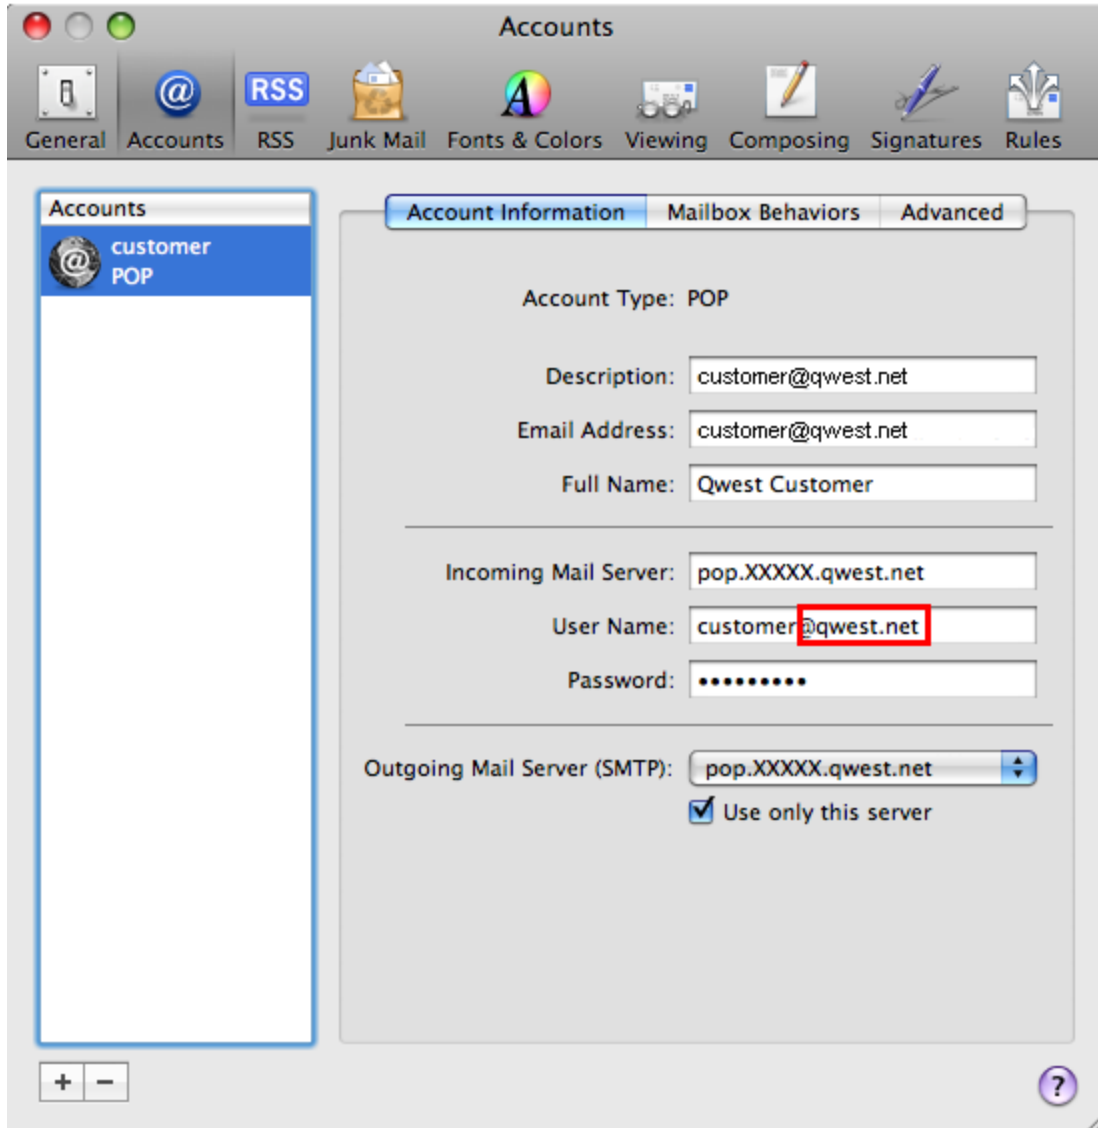 Accounts
General Accounts RSS Junk Mail Fonts & Colors Viewing Composing Signatures Rules
RSS
Accounts
customer
POP
Account Information Mailbox Behaviors Advanced
Account Type: POP
Description: customer@qwest.net
Email Address: customer@qwest.net
Full Name: Qwest Customer
Incoming Mail Server: pop.XXXXX.qwest.net
User Name: customer@qwest.net
Password: •••••••••
Outgoing Mail Server (SMTP): pop.XXXXX.qwest.net
Use only this server
+ −
?